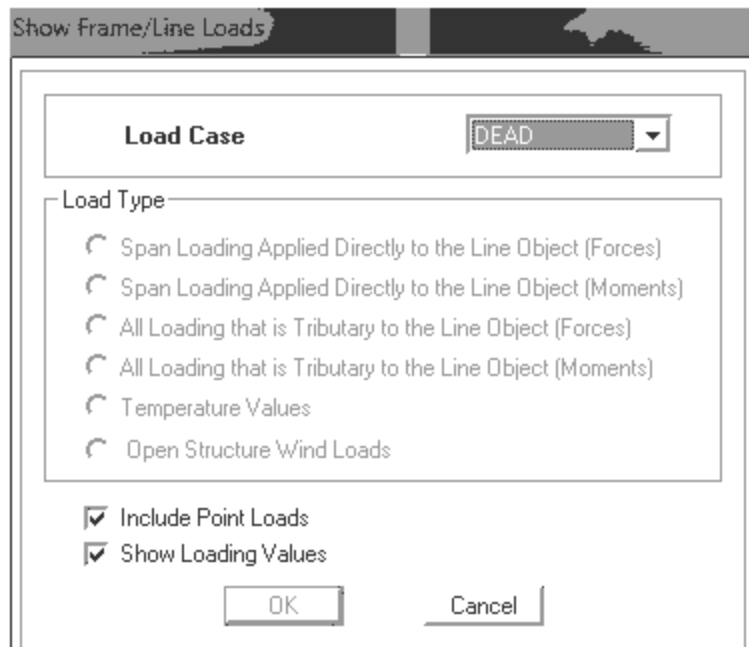 Show Frame/Line Loads
Load Case DEAD
Load Type
Span Loading Applied Directly to the Line Object (Forces)
Span Loading Applied Directly to the Line Object (Moments)
All Loading that is Tributary to the Line Object (Forces)
All Loading that is Tributary to the Line Object (Moments)
Temperature Values
Open Structure Wind Loads
Include Point Loads
Show Loading Values
OK Cancel